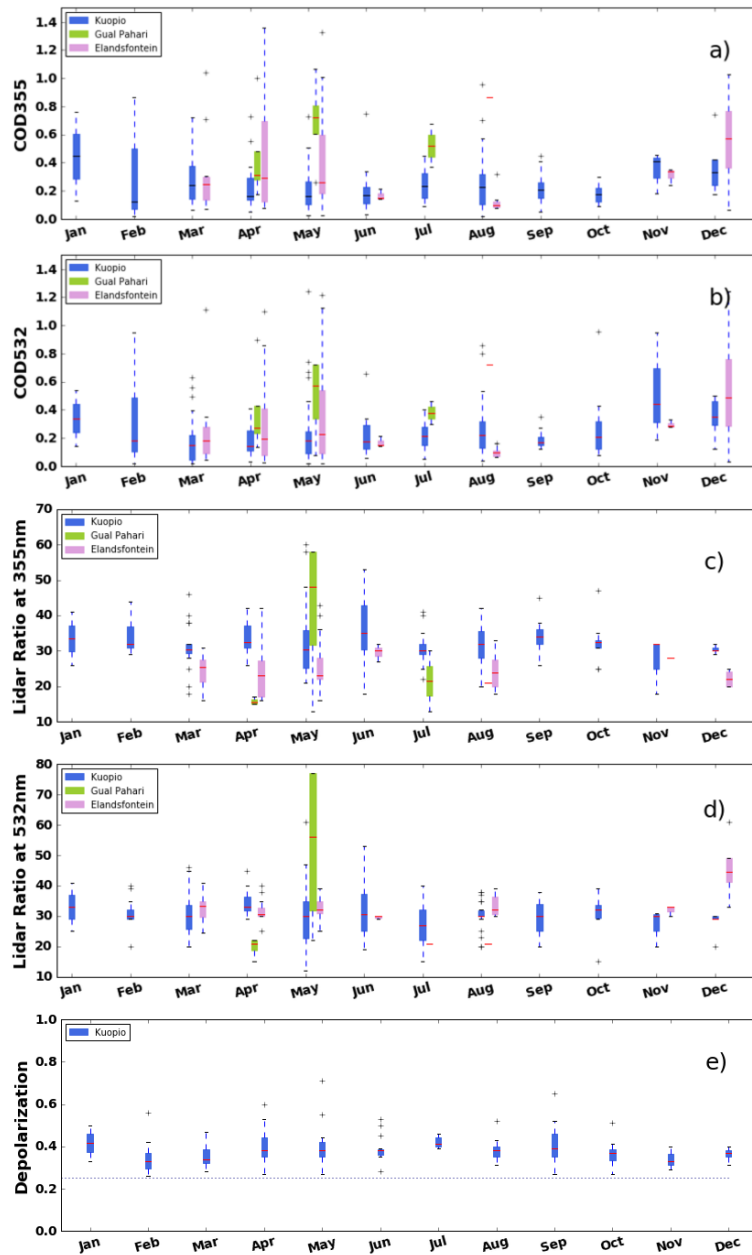 COD355
1.4
1.2
1.0
0.8
0.6
0.4
0.2
0.0
Kuopio
Gual Pahari
Elandsfontein
a)
Jan Feb Mar Apr May Jun Jul Aug Sep Oct Nov Dec
COD532
1.4
1.2
1.0
0.8
0.6
0.4
0.2
0.0
Kuopio
Gual Pahari
Elandsfontein
b)
Jan Feb Mar Apr May Jun Jul Aug Sep Oct Nov Dec
Lidar Ratio at 355nm
70
60
50
40
30
20
10
Kuopio
Gual Pahari
Elandsfontein
c)
Jan Feb Mar Apr May Jun Jul Aug Sep Oct Nov Dec
Lidar Ratio at 532nm
80
70
60
50
40
30
20
10
Kuopio
Gual Pahari
Elandsfontein
d)
Jan Feb Mar Apr May Jun Jul Aug Sep Oct Nov Dec
Depolarization
1.0
0.8
0.6
0.4
0.2
0.0
Kuopio
e)
Jan Feb Mar Apr May Jun Jul Aug Sep Oct Nov Dec